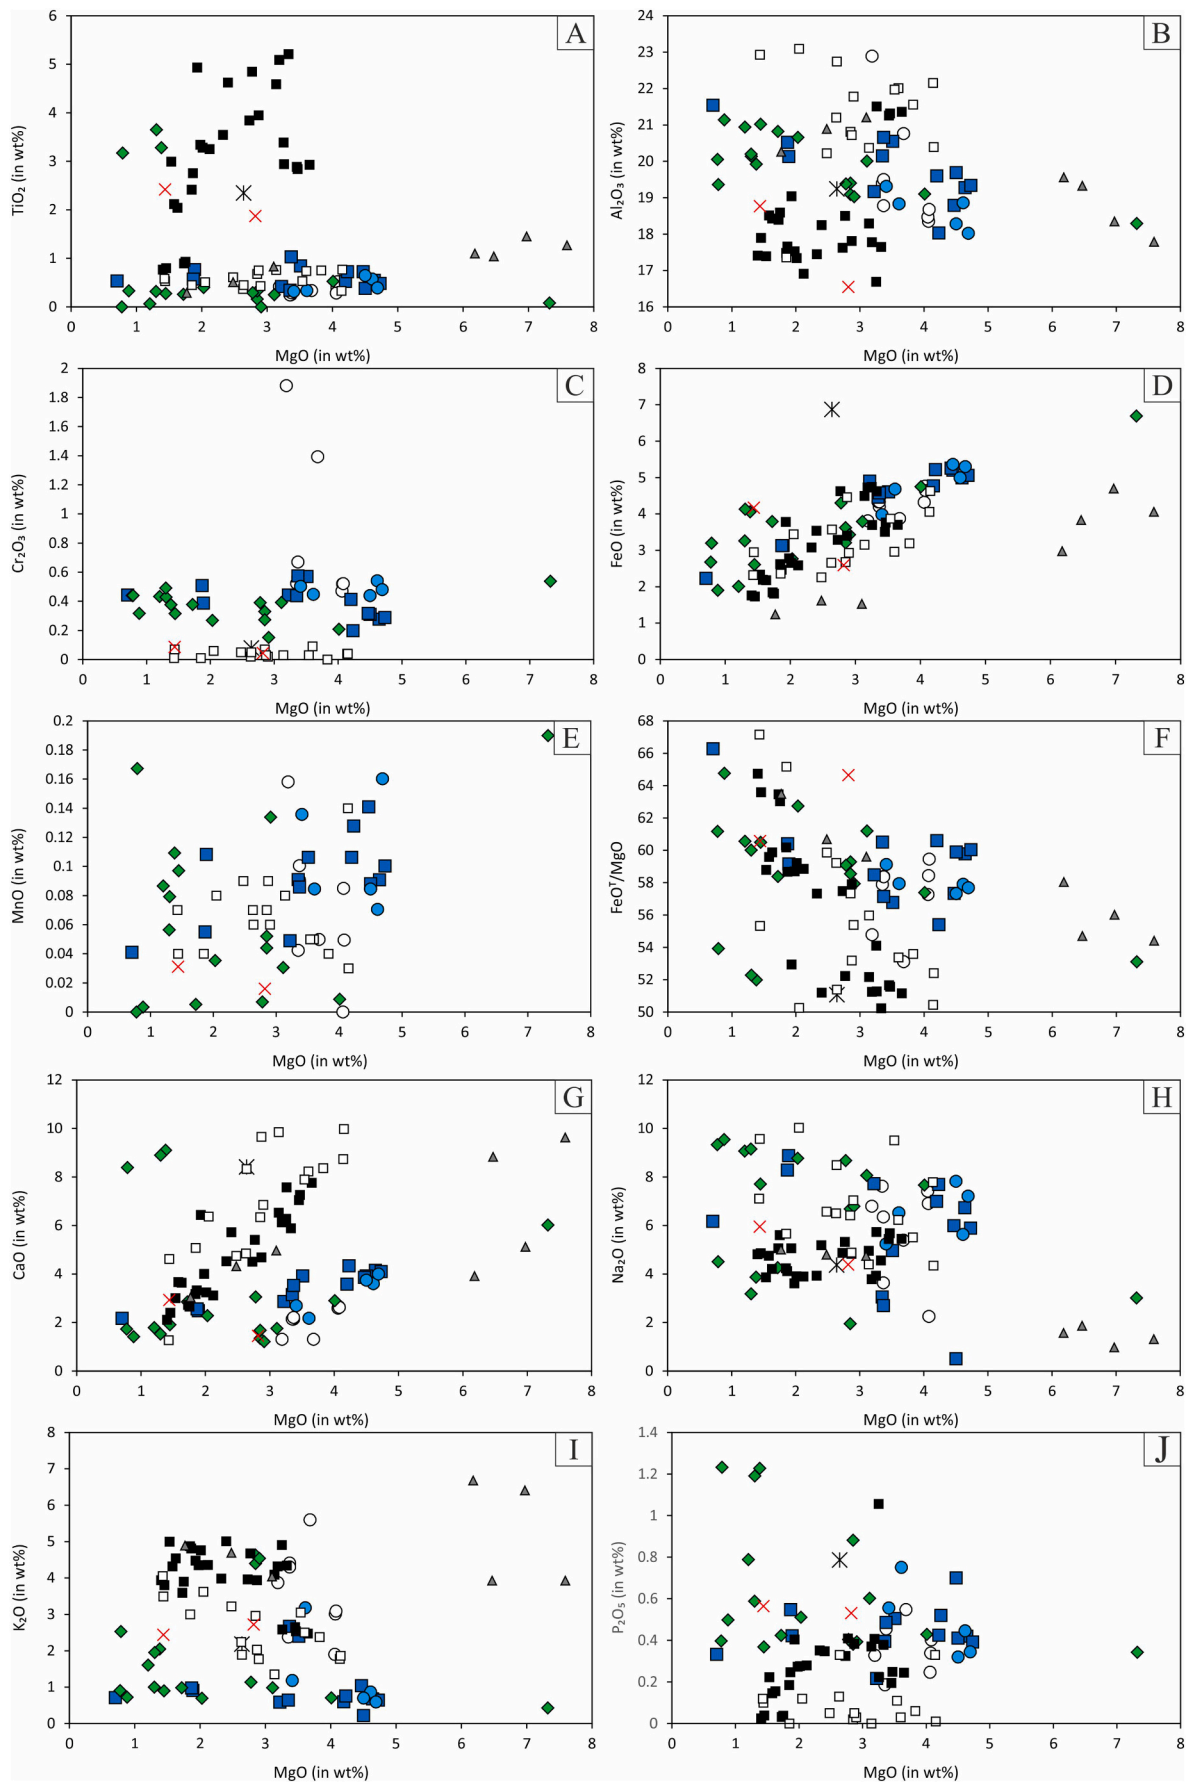 A
TiO₂ (in wt%)
6
5
4
3
2
1
0
0 1 2 3 4 5 6 7 8
MgO (in wt%)
B
Al₂O₃ (in wt%)
24
23
22
21
20
19
18
17
16
0 1 2 3 4 5 6 7 8
MgO (in wt%)
C
Cr₂O₃ (in wt%)
2
1.8
1.6
1.4
1.2
1
0.8
0.6
0.4
0.2
0
0 1 2 3 4 5 6 7 8
MgO (in wt%)
D
FeO (in wt%)
8
7
6
5
4
3
2
1
0
0 1 2 3 4 5 6 7 8
MgO (in wt%)
E
MnO (in wt%)
0.2
0.18
0.16
0.14
0.12
0.1
0.08
0.06
0.04
0.02
0
0 1 2 3 4 5 6 7 8
MgO (in wt%)
F
FeOᵀ/MgO
68
66
64
62
60
58
56
54
52
50
0 1 2 3 4 5 6 7 8
MgO (in wt%)
G
CaO (in wt%)
12
10
8
6
4
2
0
0 1 2 3 4 5 6 7 8
MgO (in wt%)
H
Na₂O (in wt%)
12
10
8
6
4
2
0
0 1 2 3 4 5 6 7 8
MgO (in wt%)
I
K₂O (in wt%)
8
7
6
5
4
3
2
1
0
0 1 2 3 4 5 6 7 8
MgO (in wt%)
J
P₂O₅ (in wt%)
1.4
1.2
1
0.8
0.6
0.4
0.2
0
0 1 2 3 4 5 6 7 8
MgO (in wt%)